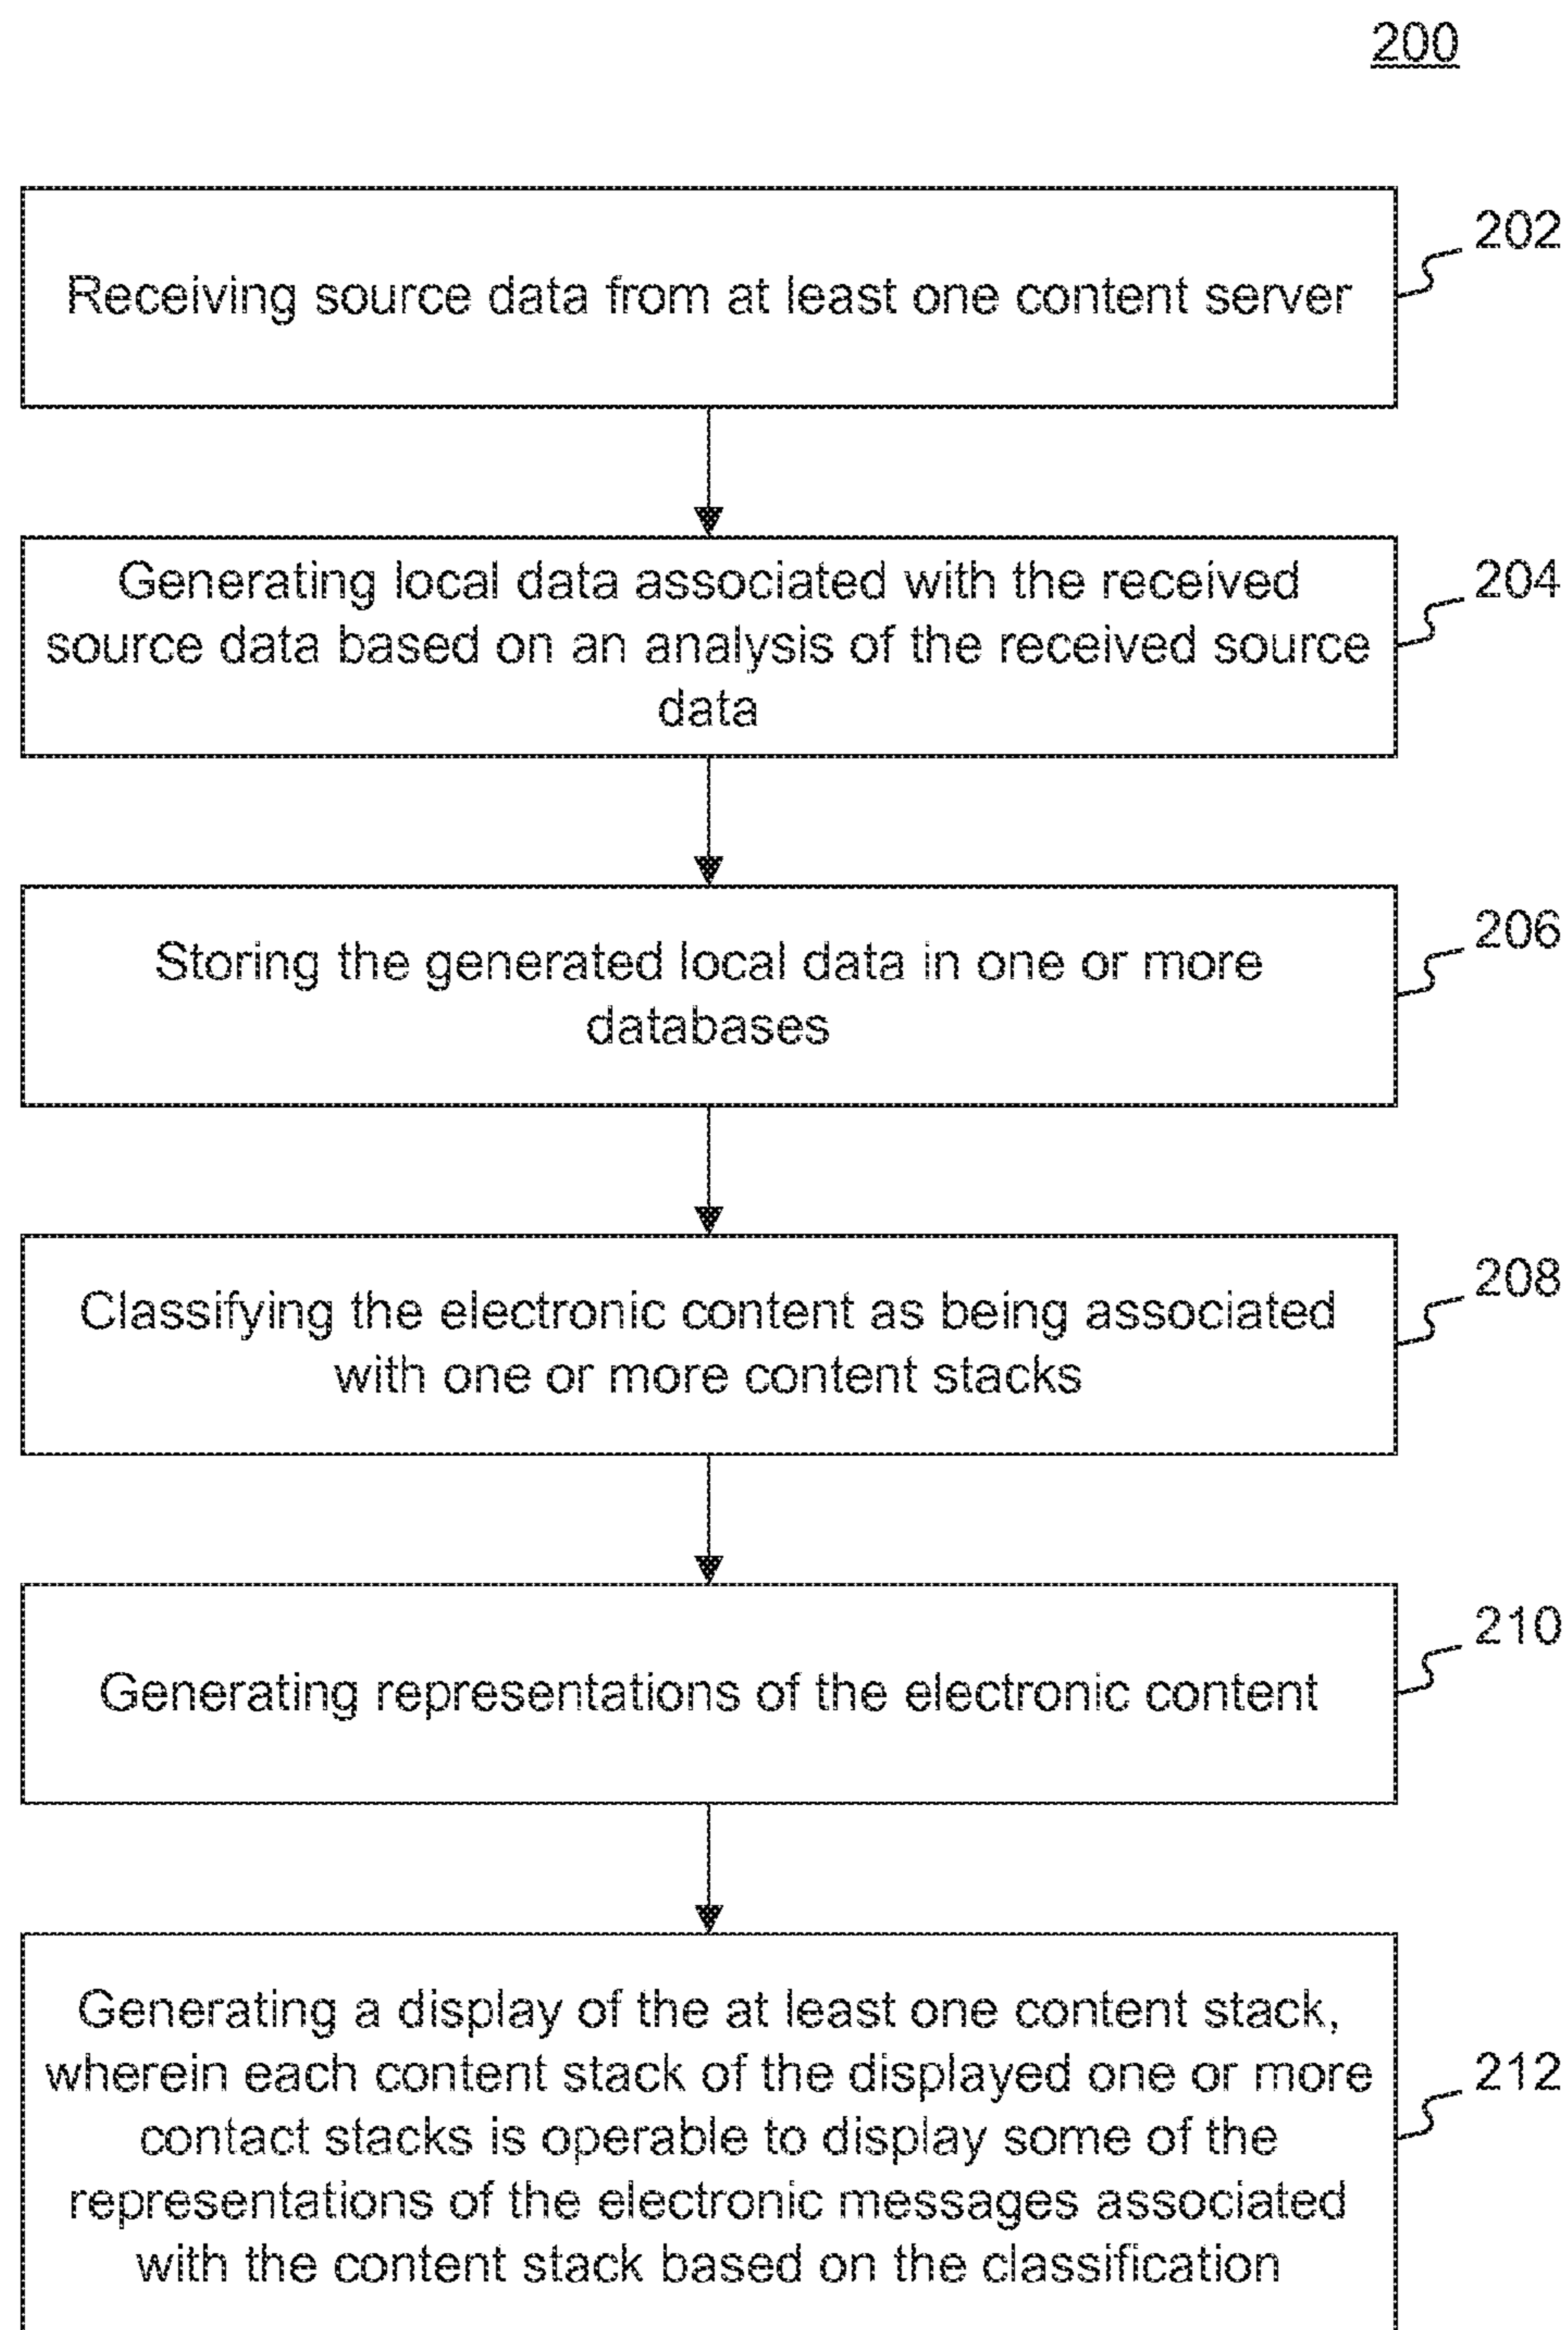 200
Receiving source data from at least one content server
202
Generating local data associated with the received
source data based on an analysis of the received source
data
204
Storing the generated local data in one or more
databases
206
Classifying the electronic content as being associated
with one or more content stacks
208
Generating representations of the electronic content
210
Generating a display of the at least one content stack,
wherein each content stack of the displayed one or more
contact stacks is operable to display some of the
representations of the electronic messages associated
with the content stack based on the classification
212